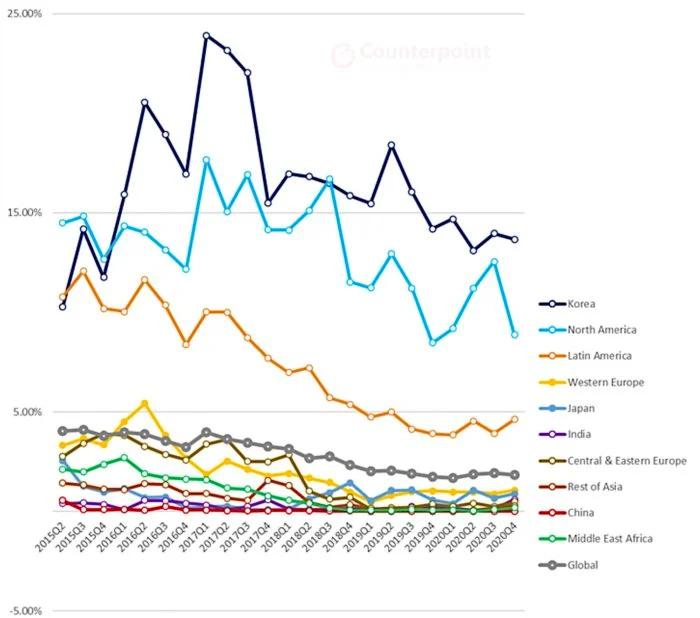 25.00%
Counterpoint
15.00%
5.00%
-5.00%
2015Q2
2015Q3
2015Q4
2016Q1
2016Q2
2016Q3
2016Q4
2017Q1
2017Q2
2017Q3
2017Q4
2018Q1
2018Q2
2018Q3
2018Q4
2019Q1
2019Q2
2019Q3
2019Q4
2020Q1
2020Q2
2020Q3
2020Q4
Korea
North America
Latin America
Western Europe
Japan
India
Central & Eastern Europe
Rest of Asia
China
Middle East Africa
Global